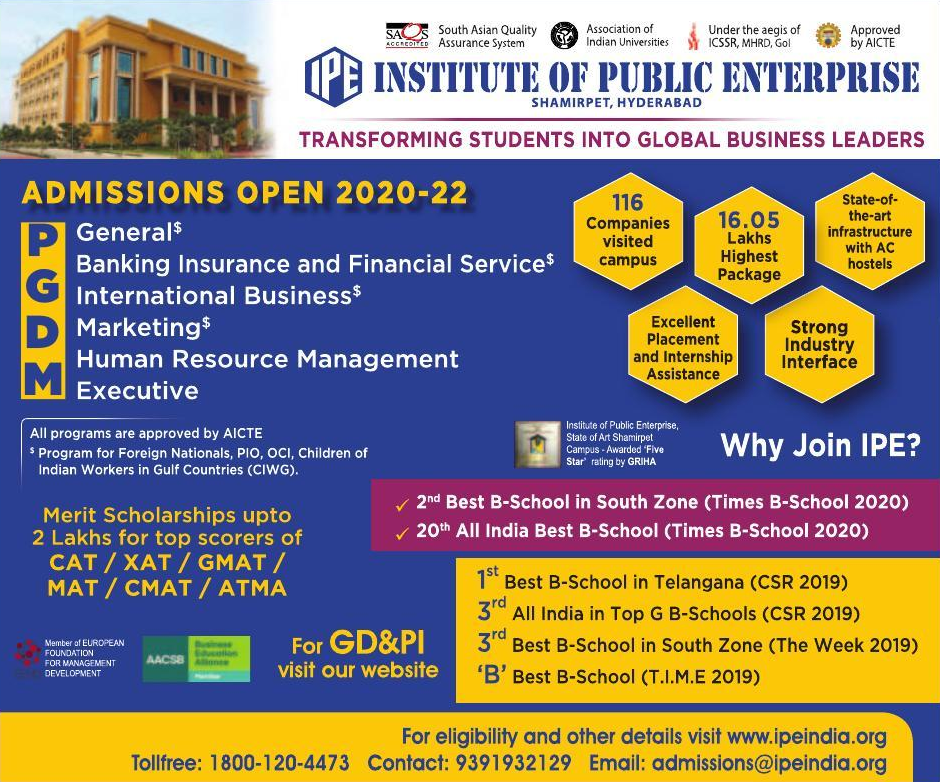 SAQS
ACCREDITED
South Asian Quality
Assurance System
Association of
Indian Universities
Under the aegis of
ICSSR, MHRD, GoI
Approved
by AICTE
IPE
INSTITUTE OF PUBLIC ENTERPRISE
SHAMIRPET, HYDERABAD
TRANSFORMING STUDENTS INTO GLOBAL BUSINESS LEADERS
ADMISSIONS OPEN 2020-22
PGDM
General$
Banking Insurance and Financial Service$
International Business$
Marketing$
Human Resource Management
Executive
116
Companies
visited
campus
16.05
Lakhs
Highest
Package
State-of-
the-art
infrastructure
with AC
hostels
Excellent
Placement
and Internship
Assistance
Strong
Industry
Interface
All programs are approved by AICTE
$ Program for Foreign Nationals, PIO, OCI, Children of
Indian Workers in Gulf Countries (CIWG).
Institute of Public Enterprise,
State of Art Shamirpet
Campus - Awarded 'Five
Star' rating by GRIHA
Why Join IPE?
Merit Scholarships upto
2 Lakhs for top scorers of
CAT / XAT / GMAT /
MAT / CMAT / ATMA
✓ 2nd Best B-School in South Zone (Times B-School 2020)
✓ 20th All India Best B-School (Times B-School 2020)
1st Best B-School in Telangana (CSR 2019)
3rd All India in Top G B-Schools (CSR 2019)
3rd Best B-School in South Zone (The Week 2019)
'B' Best B-School (T.I.M.E 2019)
Member of EUROPEAN
FOUNDATION
FOR MANAGEMENT
DEVELOPMENT
AACSB
Business
Education
Alliance
Member
For GD&PI
visit our website
For eligibility and other details visit www.ipeindia.org
Tollfree: 1800-120-4473 Contact: 9391932129 Email: admissions@ipeindia.org